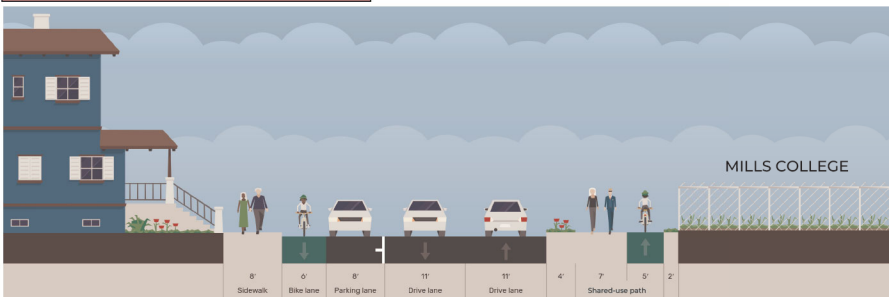 MILLS COLLEGE
8' 6' 8' 11' 11' 4' 7' 5' 2'
Sidewalk Bike lane Parking lane Drive lane Drive lane Shared-use path